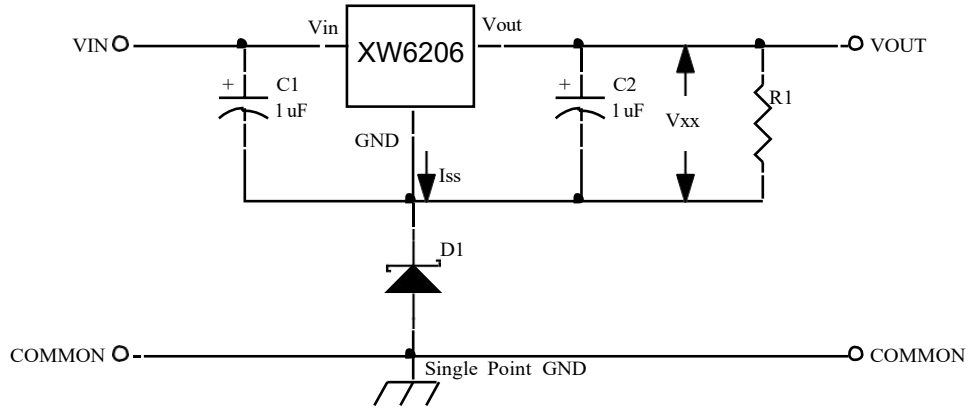 Vin
Vout
VIN
XW6206
VOUT
+
C1
1 uF
+
C2
1 uF
R1
Vxx
GND
Iss
D1
COMMON
COMMON
Single Point GND